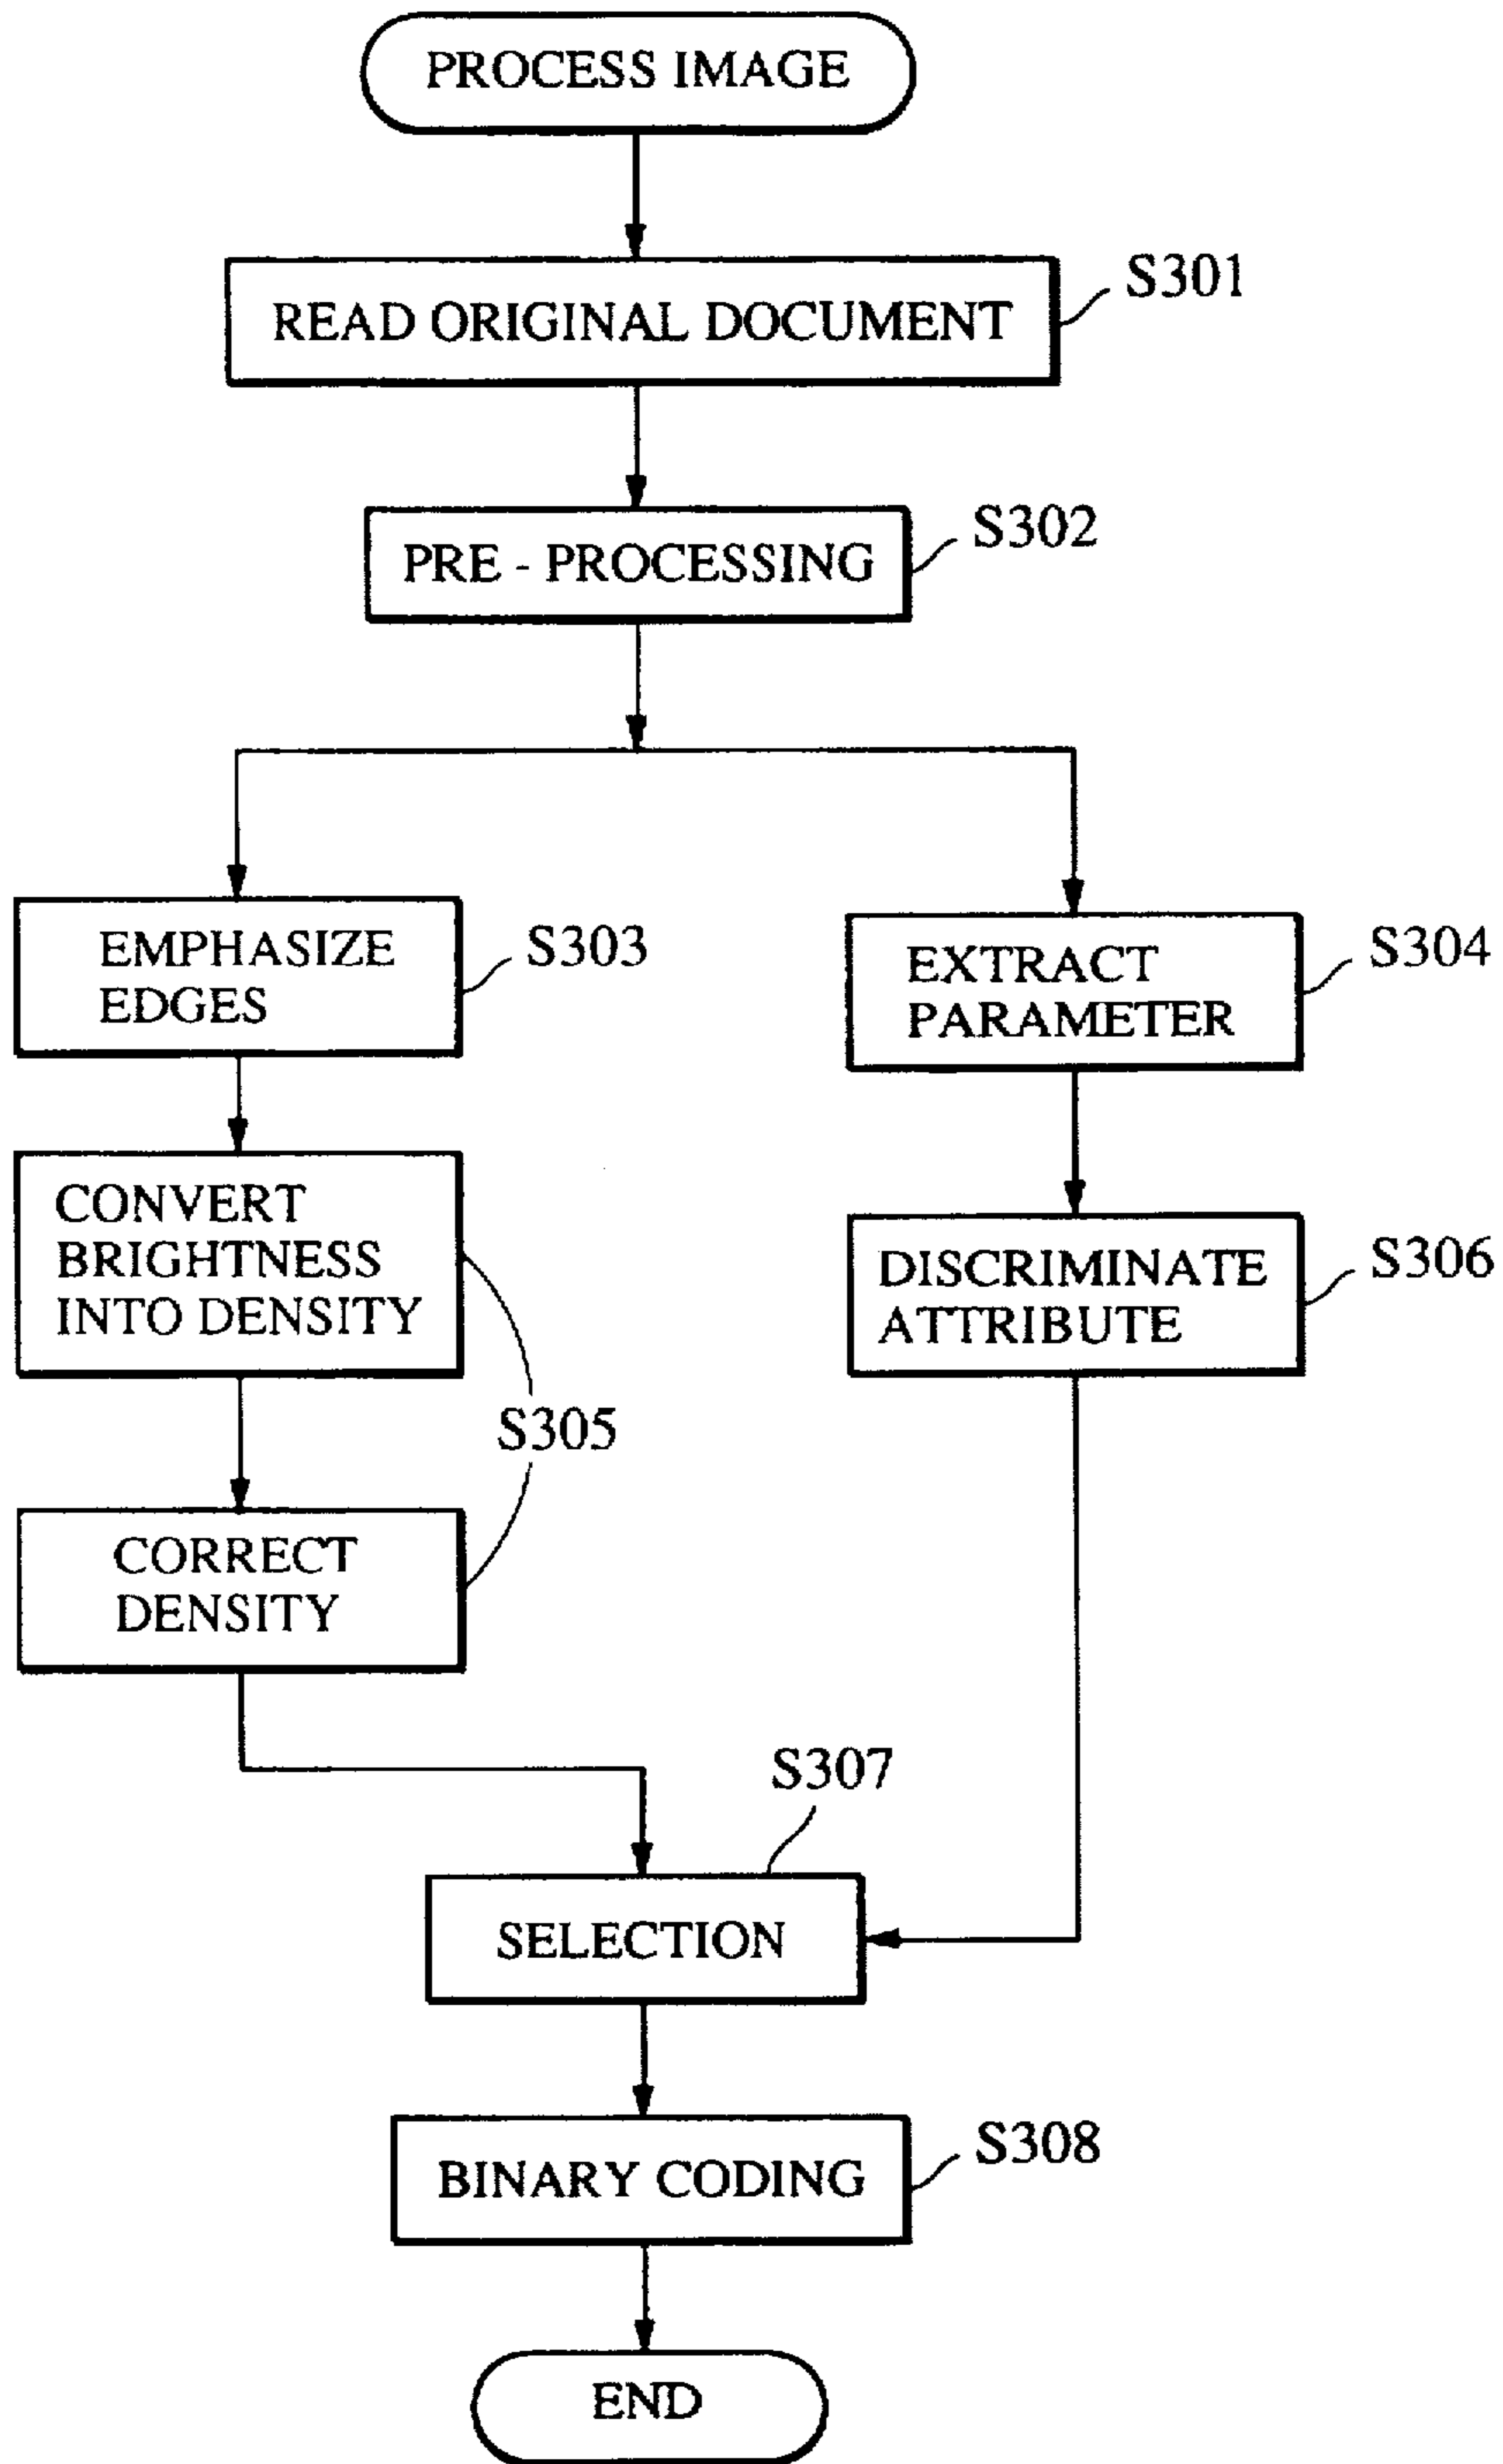 PROCESS IMAGE
READ ORIGINAL DOCUMENT
S301
PRE - PROCESSING
S302
EMPHASIZE
EDGES
S303
EXTRACT
PARAMETER
S304
CONVERT
BRIGHTNESS
INTO DENSITY
S305
DISCRIMINATE
ATTRIBUTE
S306
CORRECT
DENSITY
S307
SELECTION
BINARY CODING
S308
END